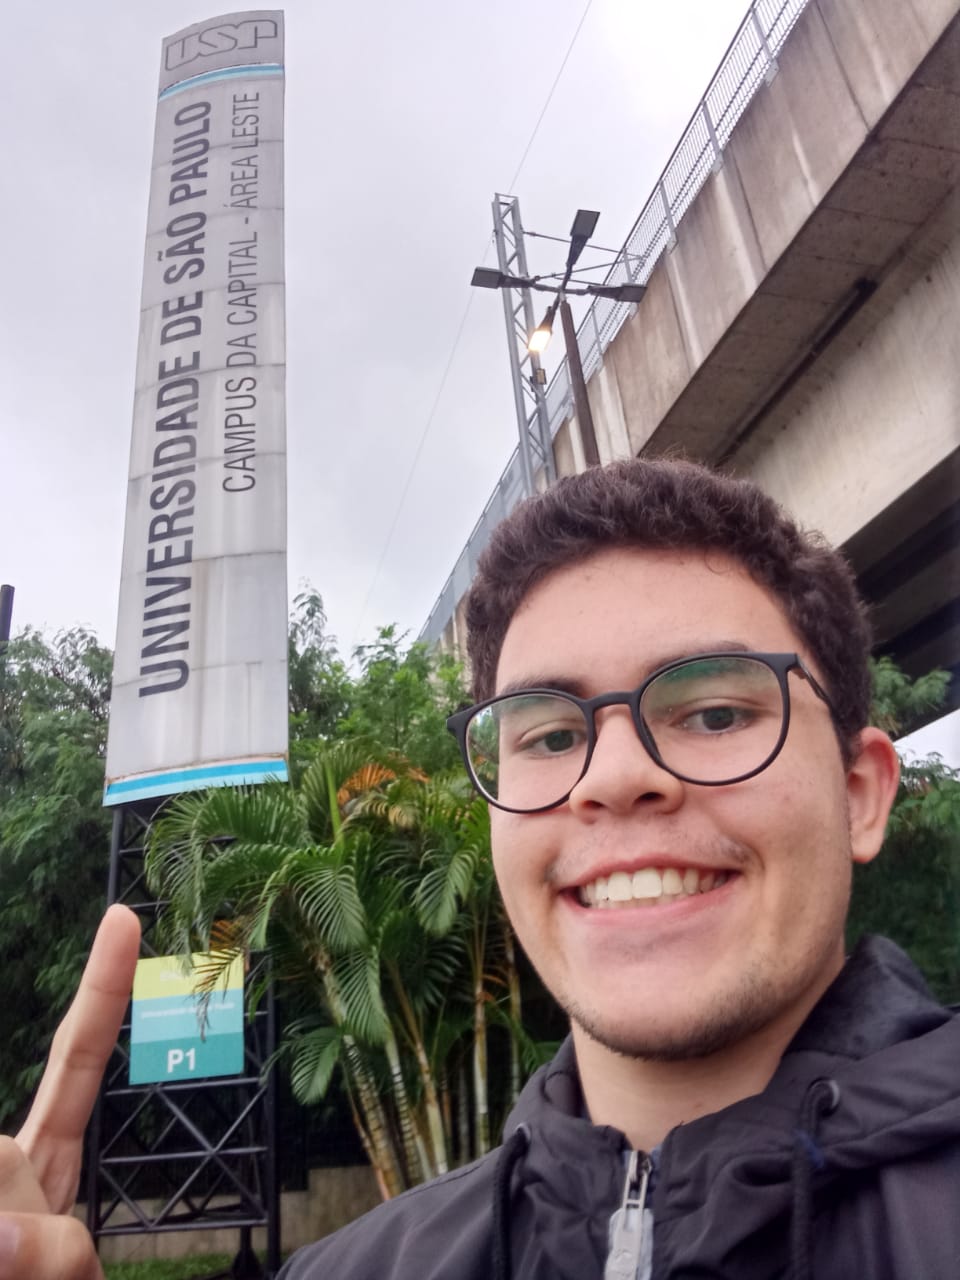 USP
UNIVERSIDADE DE SÃO PAULO
CAMPUS DA CAPITAL - ÁREA LESTE
P1